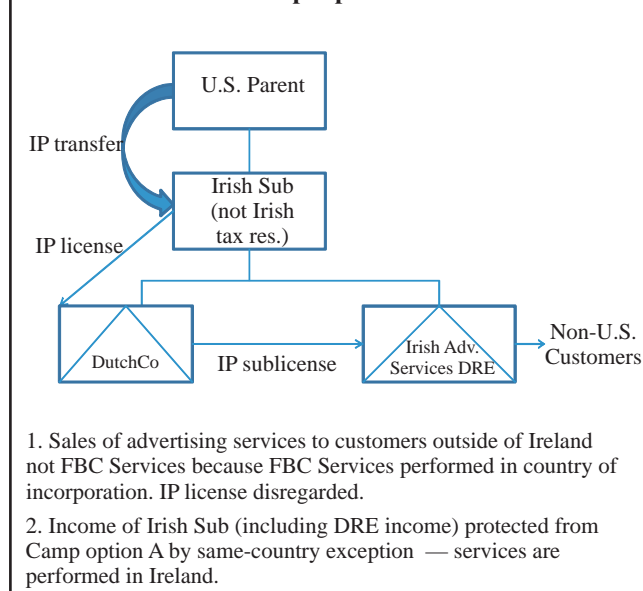 U.S. Parent
IP transfer
Irish Sub
(not Irish
tax res.)
IP license
DutchCo
IP sublicense
Irish Adv.
Services DRE
Non-U.S.
Customers
1. Sales of advertising services to customers outside of Ireland
not FBC Services because FBC Services performed in country of
incorporation. IP license disregarded.
2. Income of Irish Sub (including DRE income) protected from
Camp option A by same-country exception — services are
performed in Ireland.